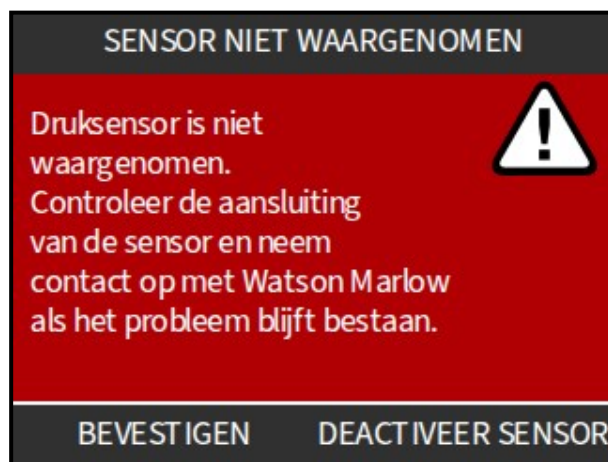 SENSOR NIET WAARGENOMEN
Druksensor is niet
waargenomen.
Controleer de aansluiting
van de sensor en neem
contact op met Watson Marlow
als het probleem blijft bestaan.
!
BEVESTIGEN DEACTIVEER SENSOR